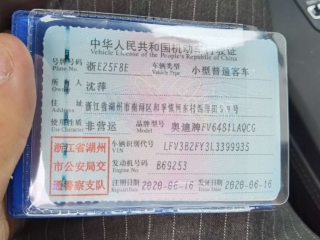 中华人民共和国机动车行驶证
Vehicle License of the People's Republic of China
号牌号码 浙E25F8E 车辆类型 小型普通客车
Plate No. Vehicle Type
所有人 沈萍
Owner
住址 浙江省湖州市南浔区和孚镇
Address
使用性质 非营运 品牌型号 奥迪牌FV6481LAQCG
Use Character Model
浙江省湖州 车辆识别代号 LFV3B2FY3L3399935
VIN
市公安局交 发动机号码 B69253
Engine No.
通警察支队 注册日期 2020-06-16 发证日期 2020-06-16
Register Date Issue Date